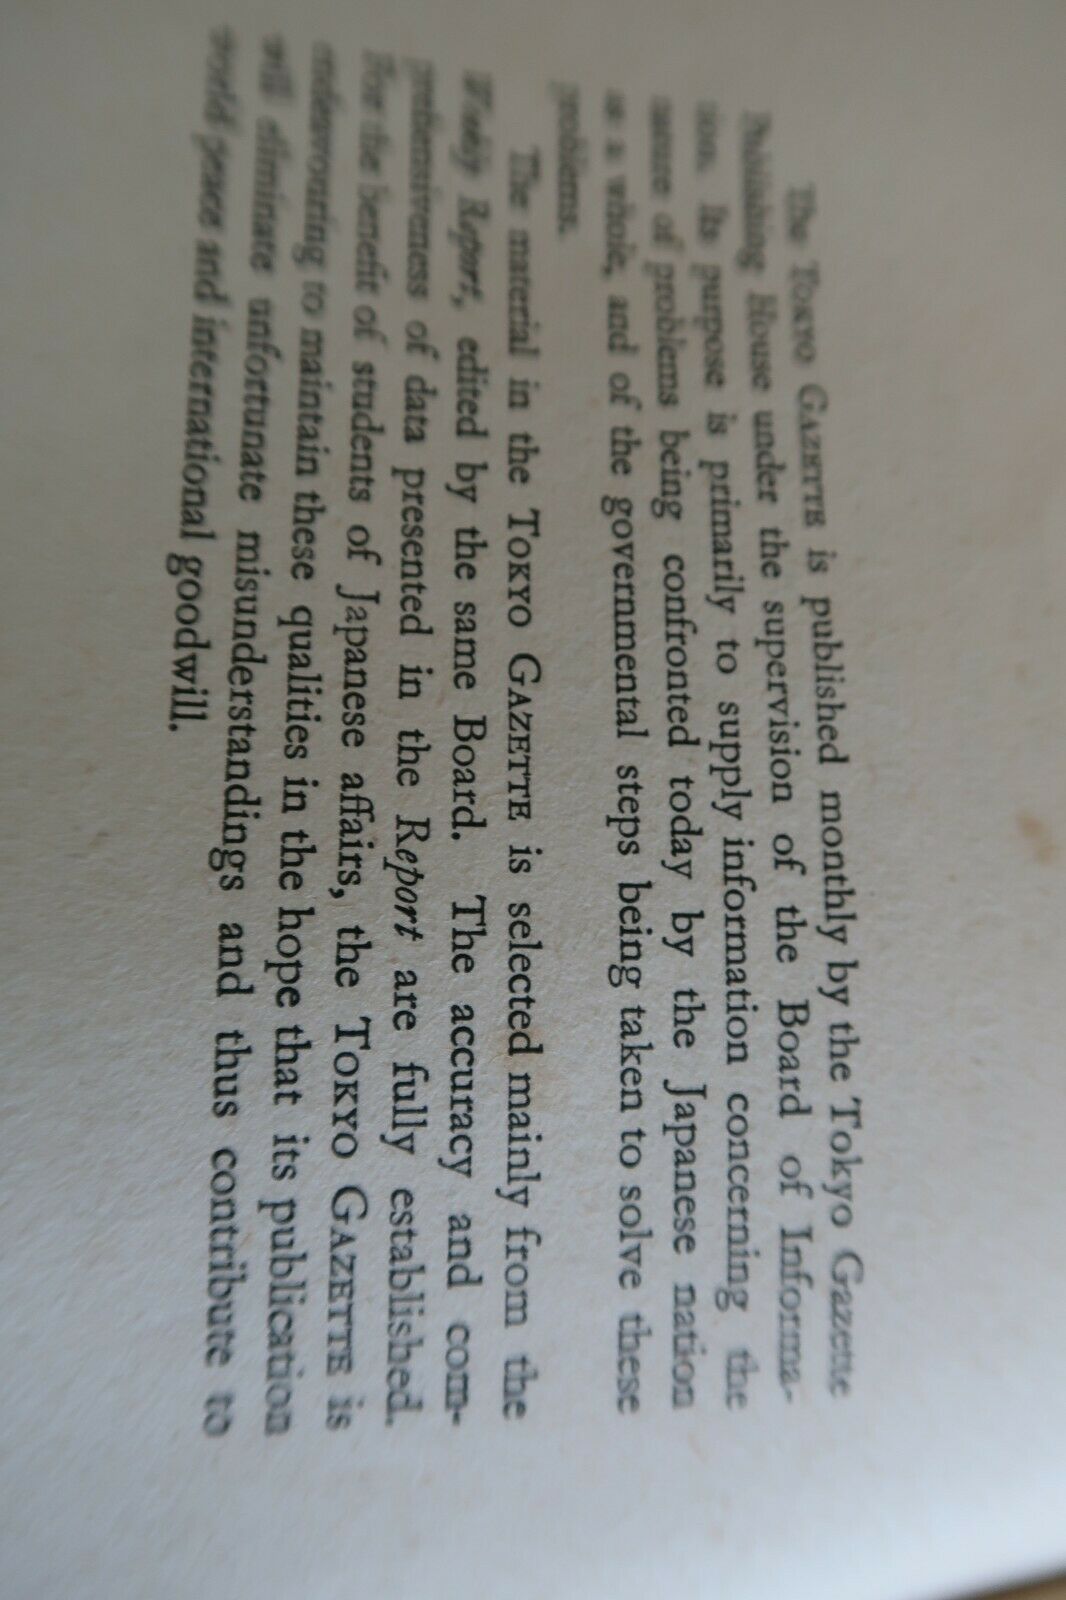 The TOKYO GAZETTE is published monthly by the Tokyo Gazette
Publishing House under the supervision of the Board of Informa-
tion. Its purpose is primarily to supply information concerning the
nature of problems being confronted today by the Japanese nation
as a whole, and of the governmental steps being taken to solve these
problems.
The material in the TOKYO GAZETTE is selected mainly from the
Weekly Report, edited by the same Board. The accuracy and com-
prehensiveness of data presented in the Report are fully established.
For the benefit of students of Japanese affairs, the TOKYO GAZETTE is
endeavouring to maintain these qualities in the hope that its publication
will eliminate unfortunate misunderstandings and thus contribute to
world peace and international goodwill.